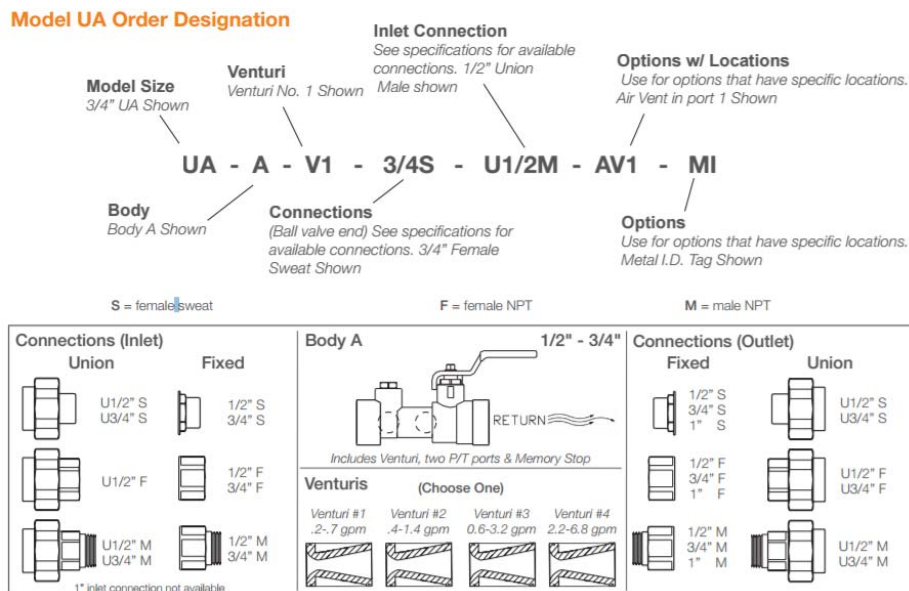 Model UA Order Designation
Model Size
3/4" UA Shown
Venturi
Venturi No. 1 Shown
Inlet Connection
See specifications for available
connections. 1/2" Union
Male shown
Options w/ Locations
Use for options that have specific locations.
Air Vent in port 1 Shown
UA - A - V1 - 3/4S - U1/2M - AV1 - MI
Body
Body A Shown
Connections
(Ball valve end) See specifications for
available connections. 3/4" Female
Sweat Shown
Options
Use for options that have specific locations.
Metal I.D. Tag Shown
S = female sweat
F = female NPT
M = male NPT
Connections (Inlet)
Union
Fixed
U1/2" S
U3/4" S
1/2" S
3/4" S
U1/2" F
1/2" F
3/4" F
U1/2" M
U3/4" M
1/2" M
3/4" M
1" inlet connection not available
Body A
1/2" - 3/4"
RETURN
Includes Venturi, two P/T ports & Memory Stop
Venturis
(Choose One)
Venturi #1
.2-.7 gpm
Venturi #2
.4-1.4 gpm
Venturi #3
0.6-3.2 gpm
Venturi #4
2.2-6.8 gpm
Connections (Outlet)
Fixed
Union
1/2" S
3/4" S
1" S
U1/2" S
U3/4" S
1/2" F
3/4" F
1" F
U1/2" F
U3/4" F
1/2" M
3/4" M
1" M
U1/2" M
U3/4" M